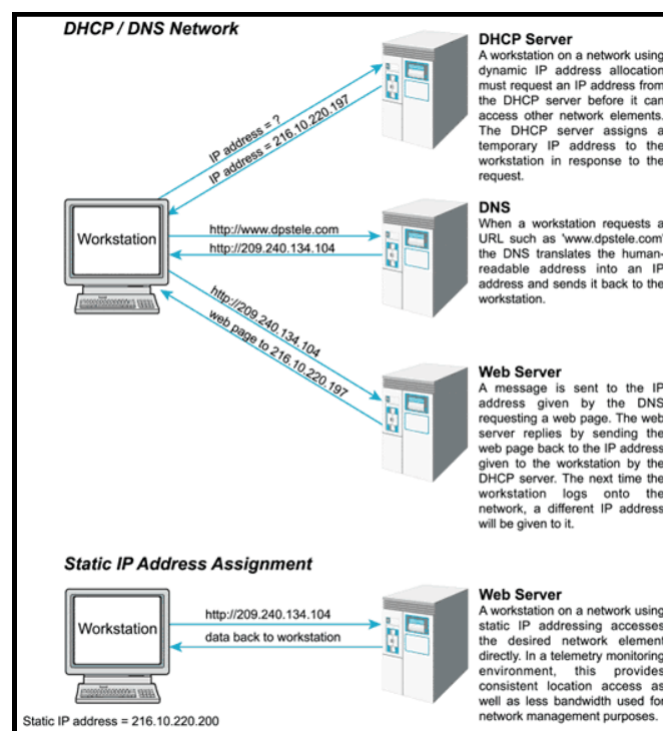 DHCP / DNS Network
DHCP Server
A workstation on a network using
dynamic IP address allocation
must request an IP address from
the DHCP server before it can
access other network elements.
The DHCP server assigns a
temporary IP address to the
workstation in response to the
request.
IP address = ?
IP address = 216.10.220.197
Workstation
http://www.dpstele.com
http://209.240.134.104
DNS
When a workstation requests a
URL such as 'www.dpstele.com'
the DNS translates the human-
readable address into an IP
address and sends it back to the
workstation.
http://209.240.134.104
web page to 216.10.220.197
Web Server
A message is sent to the IP
address given by the DNS
requesting a web page. The web
server replies by sending the
web page back to the IP address
given to the workstation by the
DHCP server. The next time the
workstation logs onto the
network, a different IP address
will be given to it.
Static IP Address Assignment
Workstation
http://209.240.134.104
data back to workstation
Static IP address = 216.10.220.200
Web Server
A workstation on a network using
static IP addressing accesses
the desired network element
directly. In a telemetry monitoring
environment, this provides
consistent location access as
well as less bandwidth used for
network management purposes.